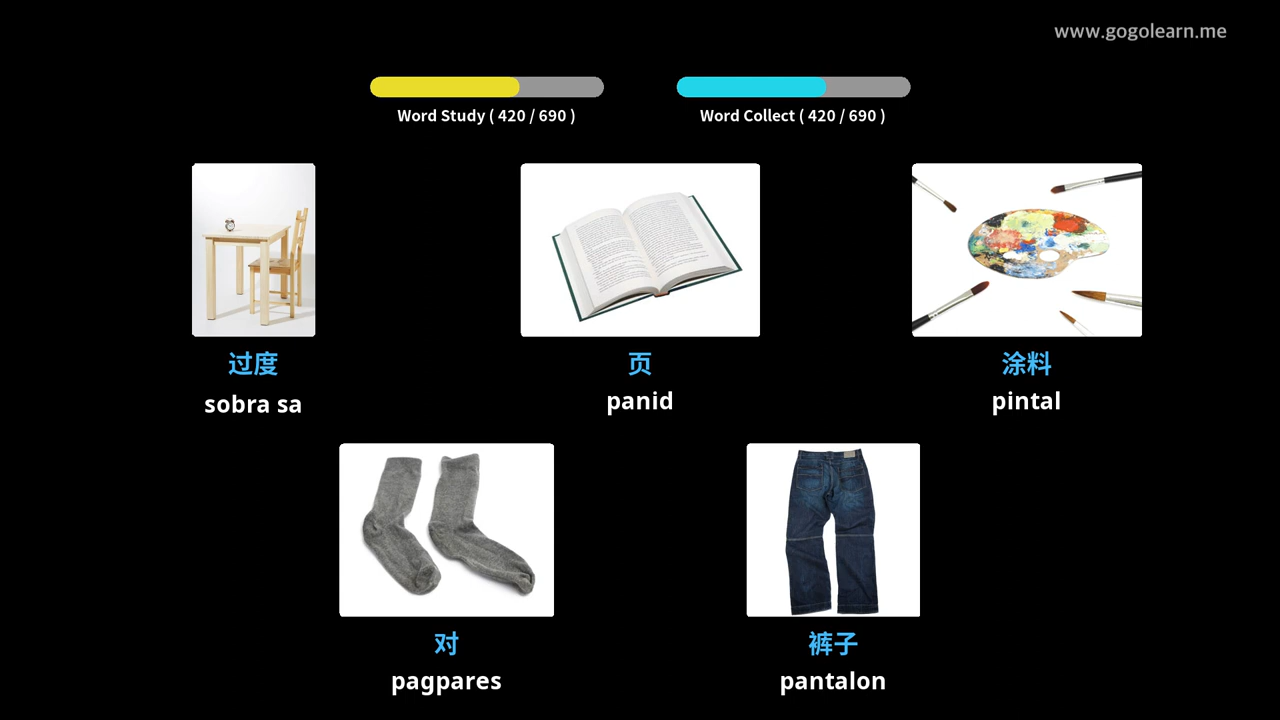 www.gogolearn.me
Word Study ( 420 / 690 )
Word Collect ( 420 / 690 )
过度
sobra sa
页
panid
涂料
pintal
对
pagpares
裤子
pantalon